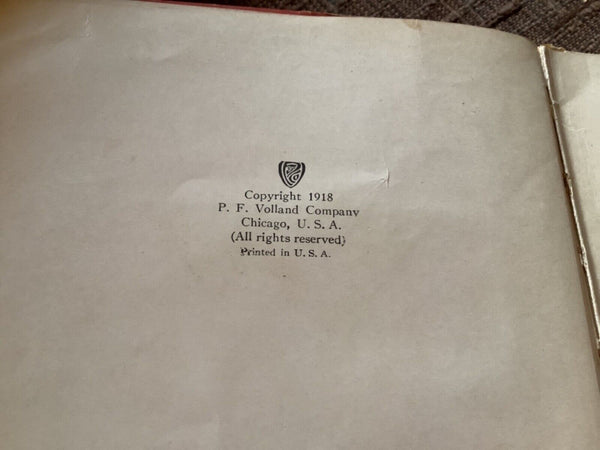 Copyright 1918
P. F. Volland Company
Chicago, U. S. A.
(All rights reserved)
Printed in U. S. A.